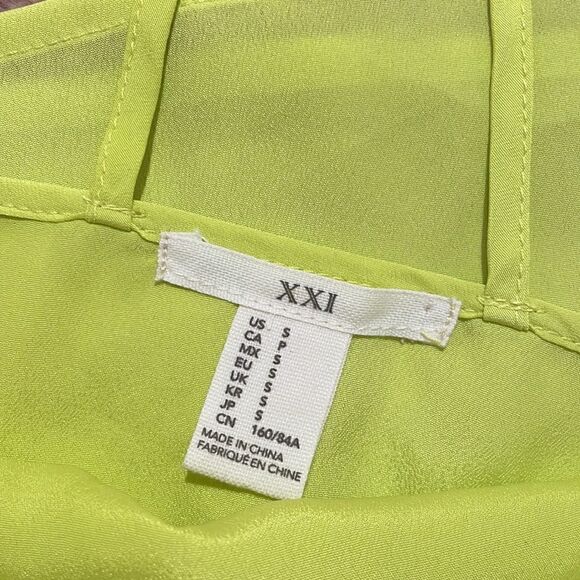 XXI
US S
CA P
MX S
EU S
UK S
KR S
JP S
CN 160/84A
MADE IN CHINA
FABRIQUÉ EN CHINE